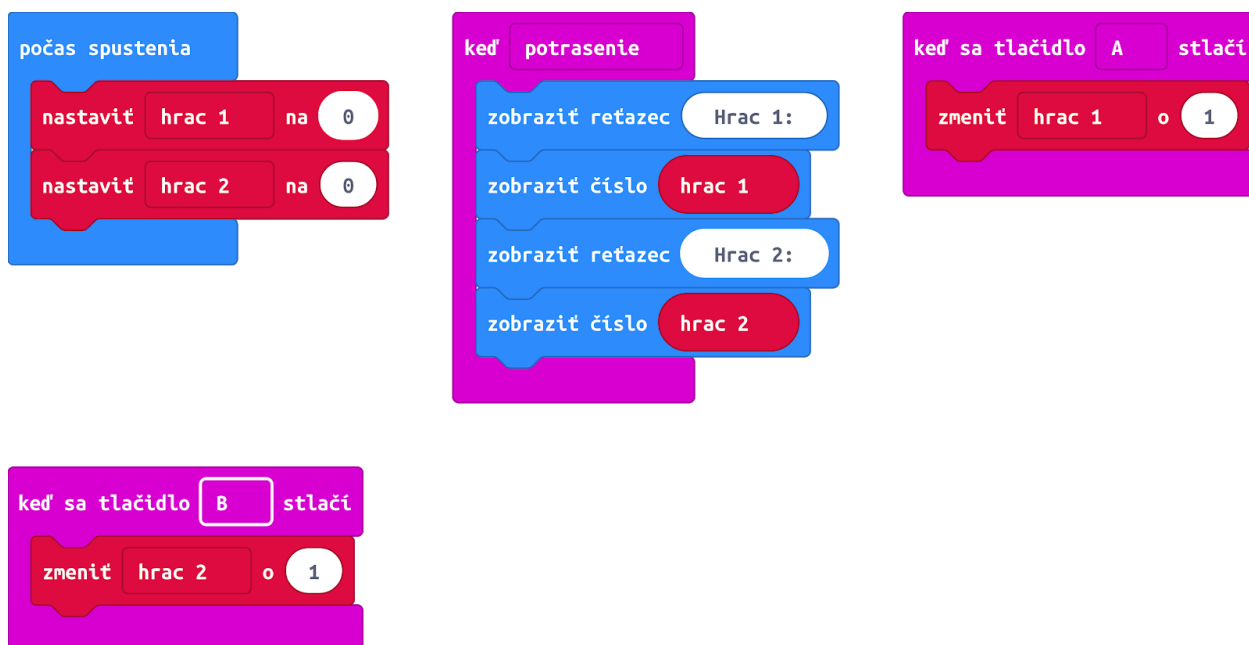 počas spustenia
nastaviť hrac 1 na 0
nastaviť hrac 2 na 0
keď potrasenie
zobraziť reťazec Hrac 1:
zobraziť číslo hrac 1
zobraziť reťazec Hrac 2:
zobraziť číslo hrac 2
keď sa tlačidlo A stlačí
zmeniť hrac 1 o 1
keď sa tlačidlo B stlačí
zmeniť hrac 2 o 1